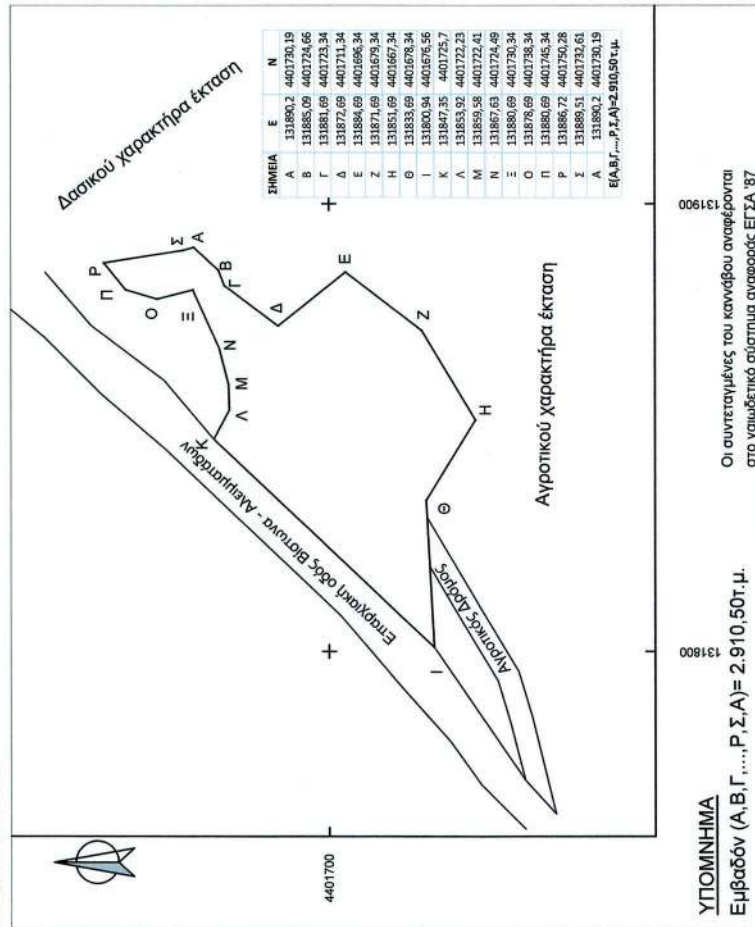 Δασικού χαρακτήρα έκταση
ΣΗΜΕΙΑ E N
Α 131890,2 4401730,19
Β 131885,09 4401724,66
Γ 131881,69 4401723,34
Δ 131872,69 4401711,34
Ε 131884,69 4401696,34
Ζ 131871,69 4401679,34
Η 131851,69 4401667,34
Θ 131833,69 4401678,34
Ι 131800,94 4401676,56
Κ 131847,35 4401725,7
Λ 131853,92 4401722,23
Μ 131859,58 4401722,41
Ν 131867,63 4401724,49
Ξ 131880,69 4401730,34
Ο 131878,69 4401738,34
Π 131880,69 4401745,34
Ρ 131886,72 4401750,28
Σ 131889,51 4401732,61
Α 131890,2 4401730,19
Ε(Α,Β,Γ,...,Ρ,Σ,Α)=2.910,50τ.μ.
Ρ
Π
Ο
Σ
Α
Ξ
Β
Γ
Ν
Μ
Λ
Κ
Δ
Ε
Ζ
Η
Θ
Ι
Επαρχιακή οδός Βίστωνα - Αλειμματάδων
Αγροτικός Δρόμος
Αγροτικού χαρακτήρα έκταση
4401700
131800
131900
ΥΠΟΜΝΗΜΑ
Εμβαδόν (Α,Β,Γ,...,Ρ,Σ,Α)= 2.910,50τ.μ.
Οι συντεταγμένες του καννάβου αναφέρονται
στο γαιωδετικό σύστημα αναφοράς ΕΓΣΑ '87